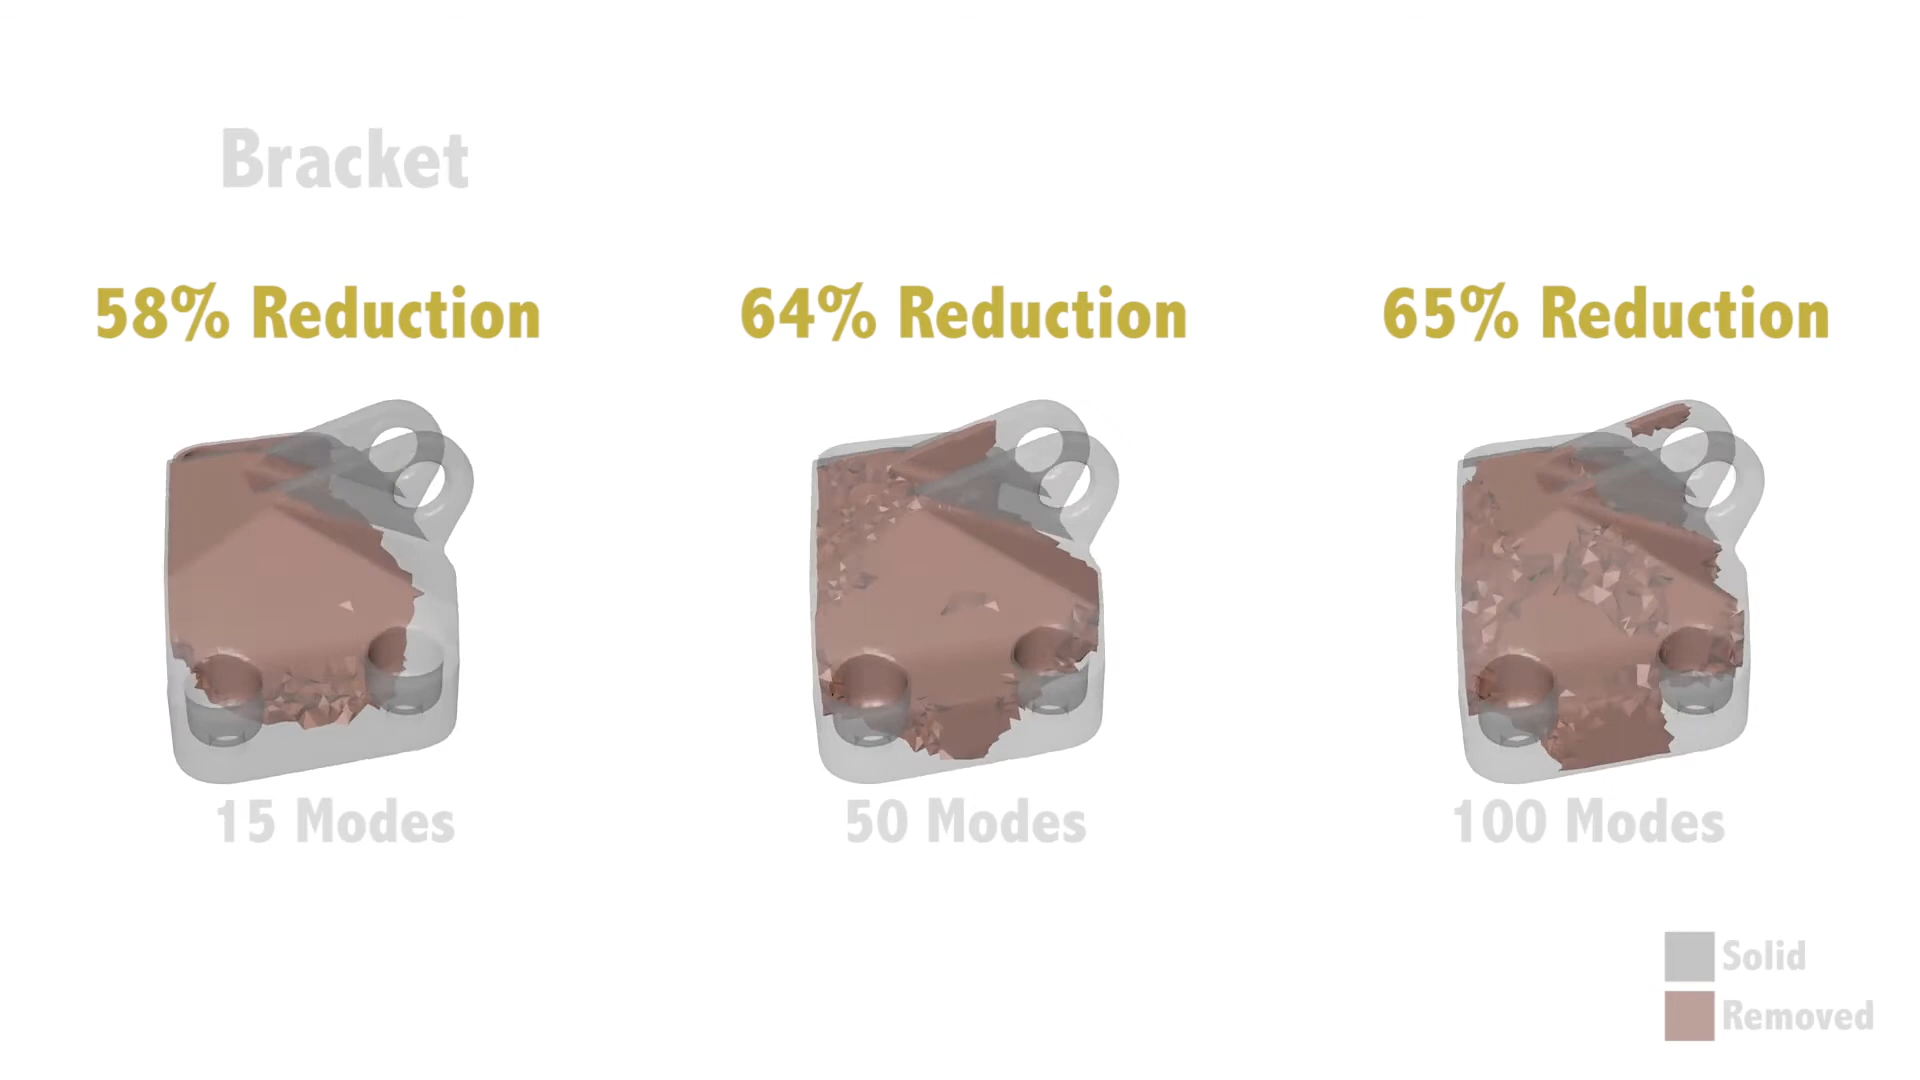 Bracket
58% Reduction
64% Reduction
65% Reduction
15 Modes
50 Modes
100 Modes
Solid
Removed